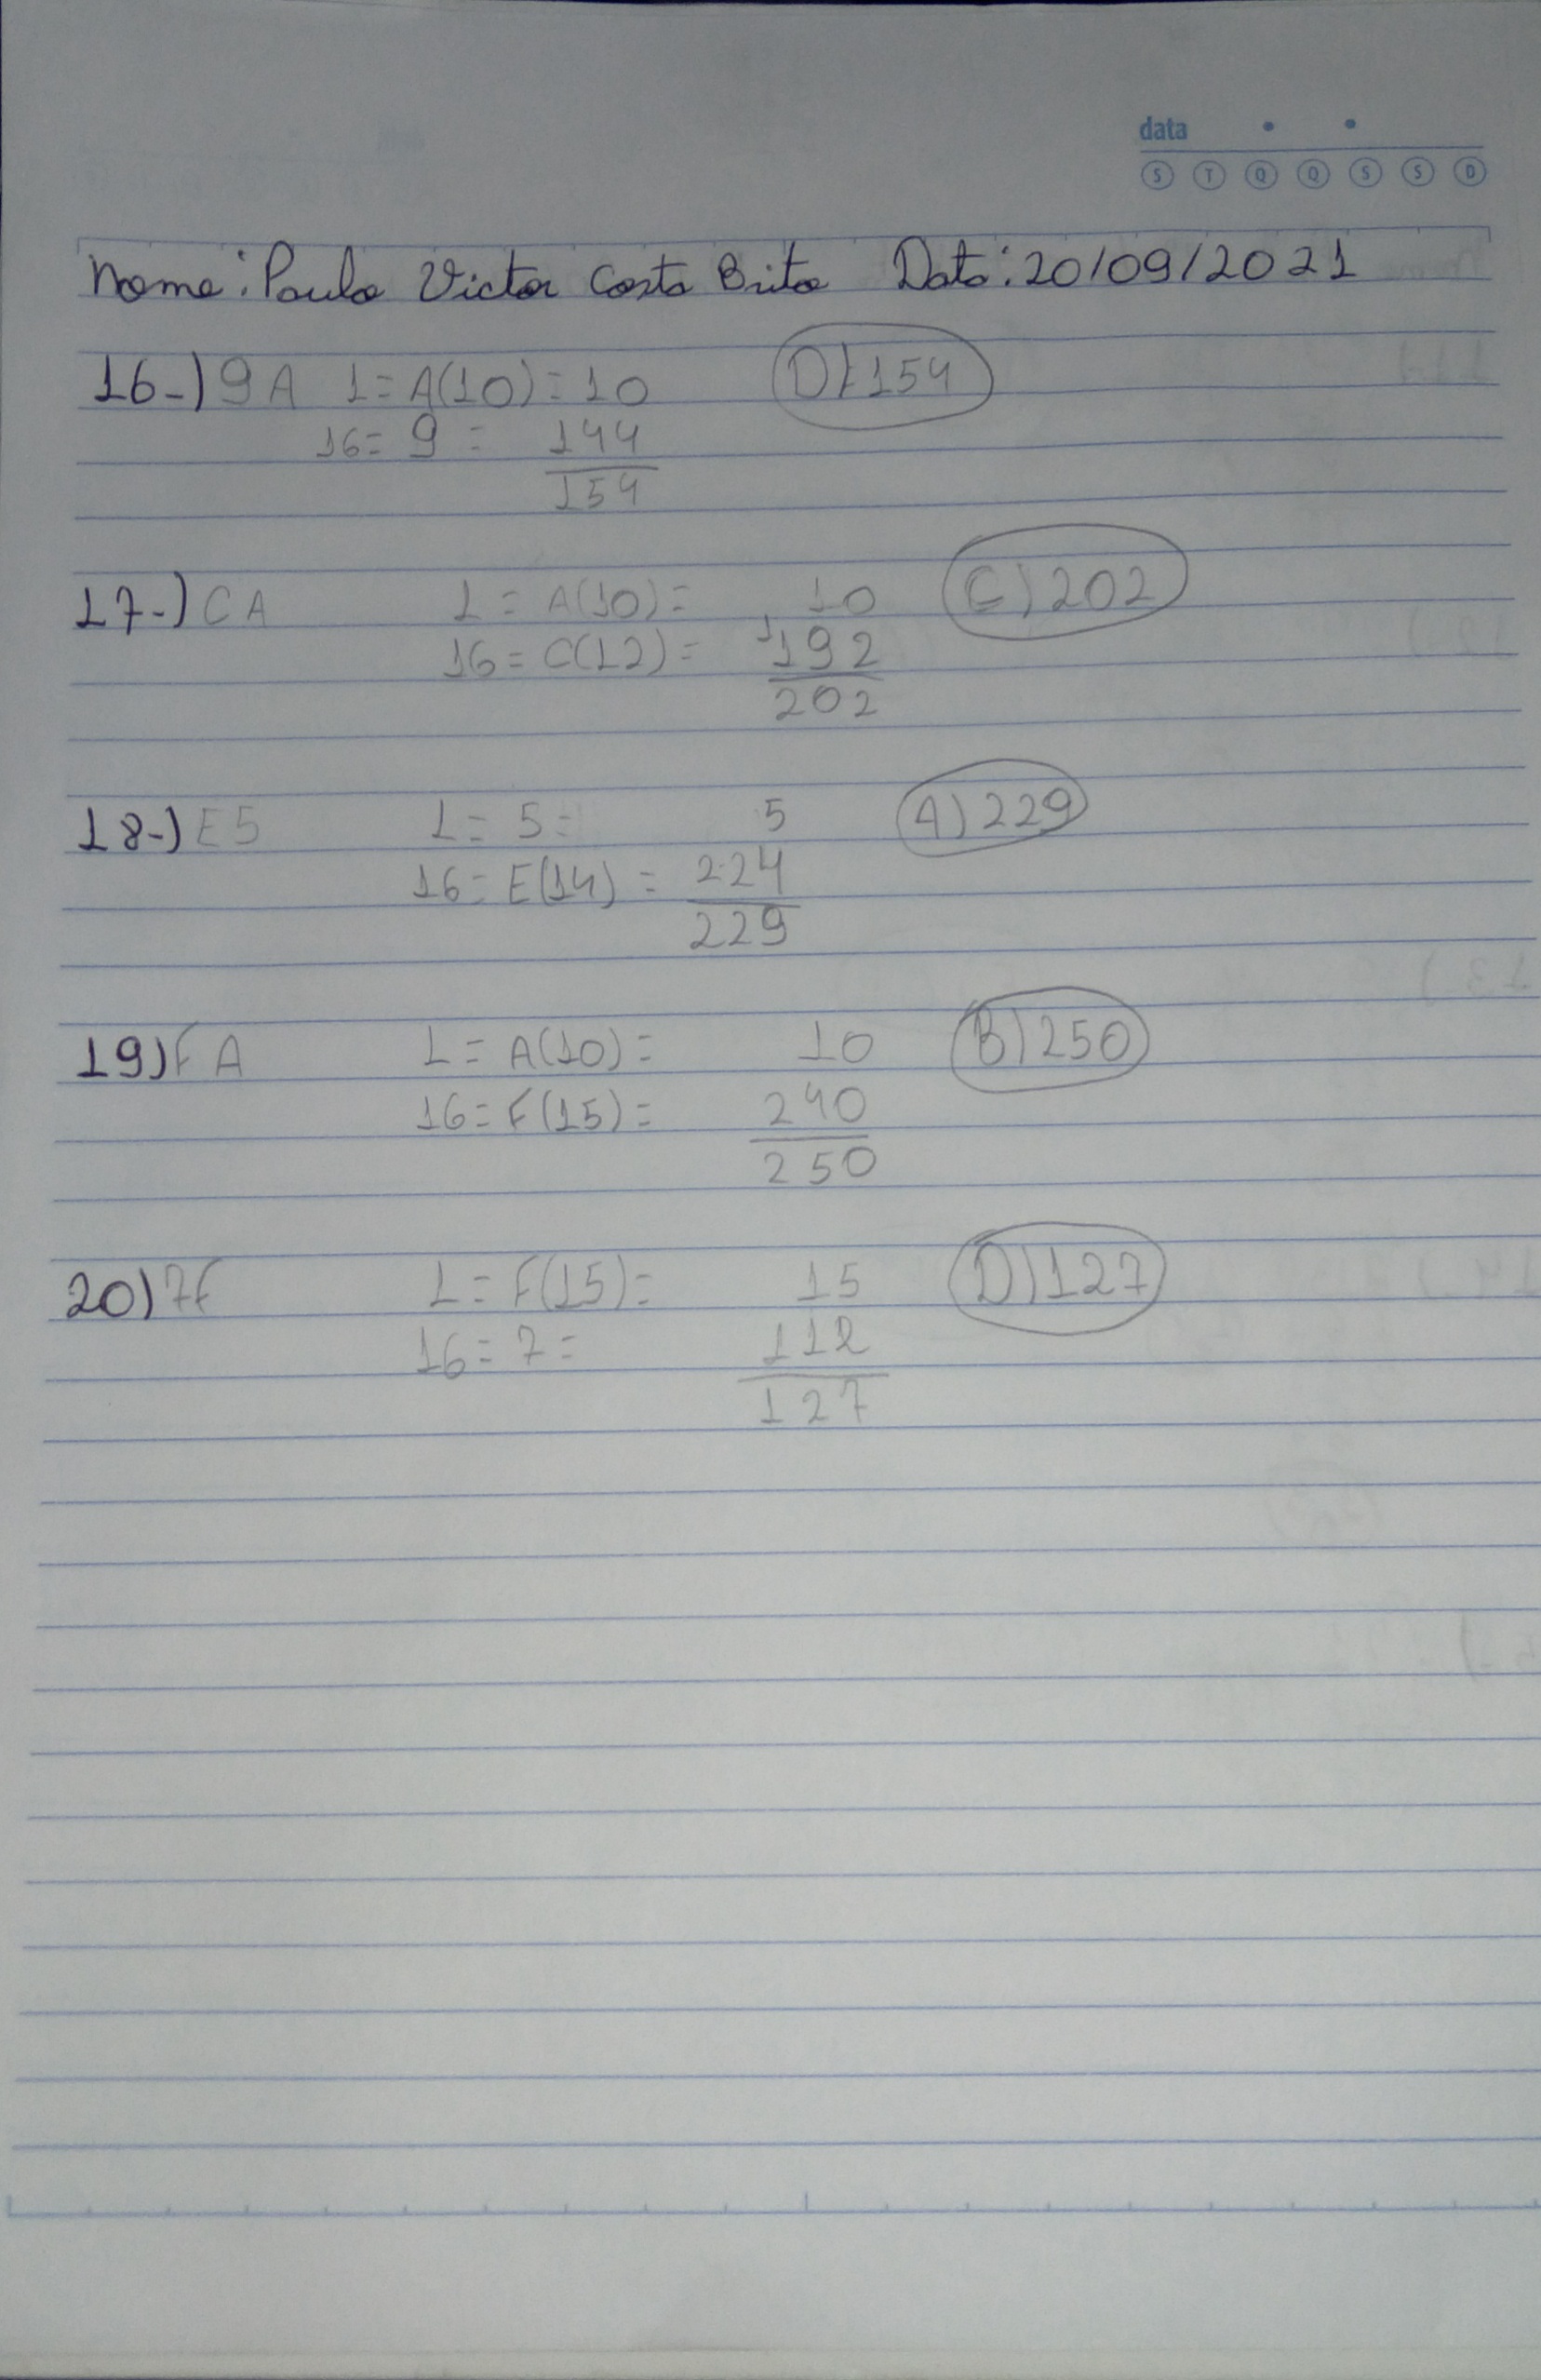 data
S T Q Q S S D
Nome: Paulo Victor Costa Brito Data: 20/09/2021
16-) 9A 1 = A(10) = 10 D) 154
16 = 9 = 144
154
17-) CA 1 = A(10) = 10 C) 202
16 = C(12) = 1192
202
18-) E5 1 = 5 = 5 A) 229
16 = E(14) = 224
229
19) FA 1 = A(10) = 10 B) 250
16 = F(15) = 240
250
20) 7F 1 = F(15) = 15 D) 127
16 = 7 = 112
127